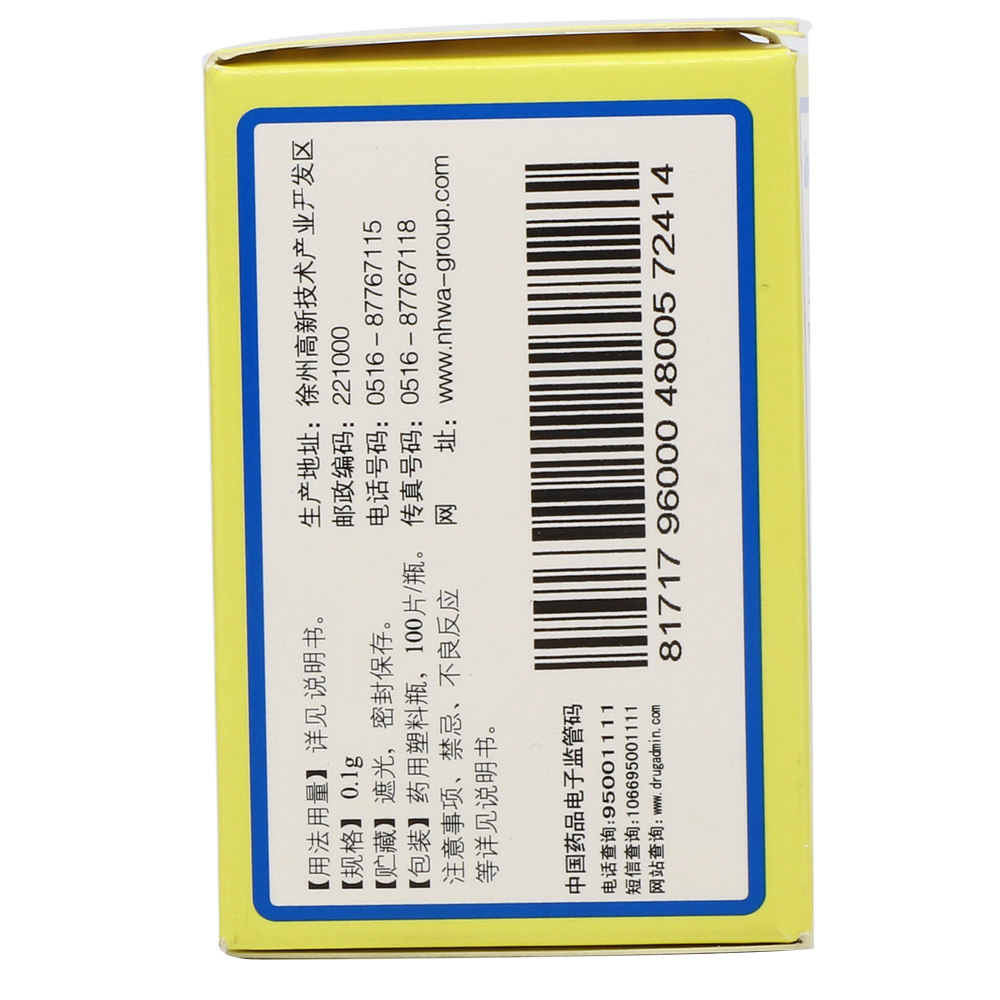 【用法用量】详见说明书。
【规格】0.1g
【贮藏】遮光，密封保存。
【包装】药用塑料瓶，100片/瓶。
注意事项、禁忌、不良反应
等详见说明书。
生产地址：徐州高新技术产业开发区
邮政编码：221000
电话号码：0516-87767115
传真号码：0516-87767118
网 址：www.nhwa-group.com
中国药品电子监管码
电话查询:95001111
短信查询:106695001111
网站查询: www.drugadmin.com
81717 96000 48005 72414